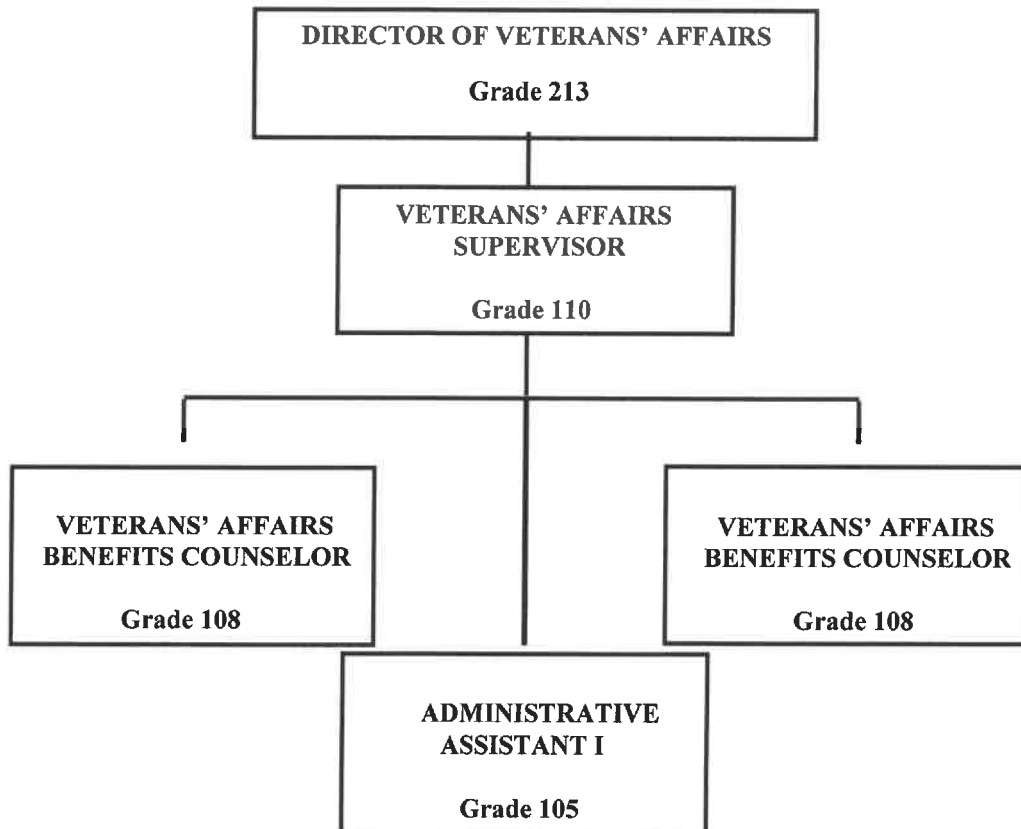 DIRECTOR OF VETERANS’ AFFAIRS
Grade 213
VETERANS’ AFFAIRS
SUPERVISOR
Grade 110
VETERANS’ AFFAIRS
BENEFITS COUNSELOR
Grade 108
VETERANS’ AFFAIRS
BENEFITS COUNSELOR
Grade 108
ADMINISTRATIVE
ASSISTANT I
Grade 105